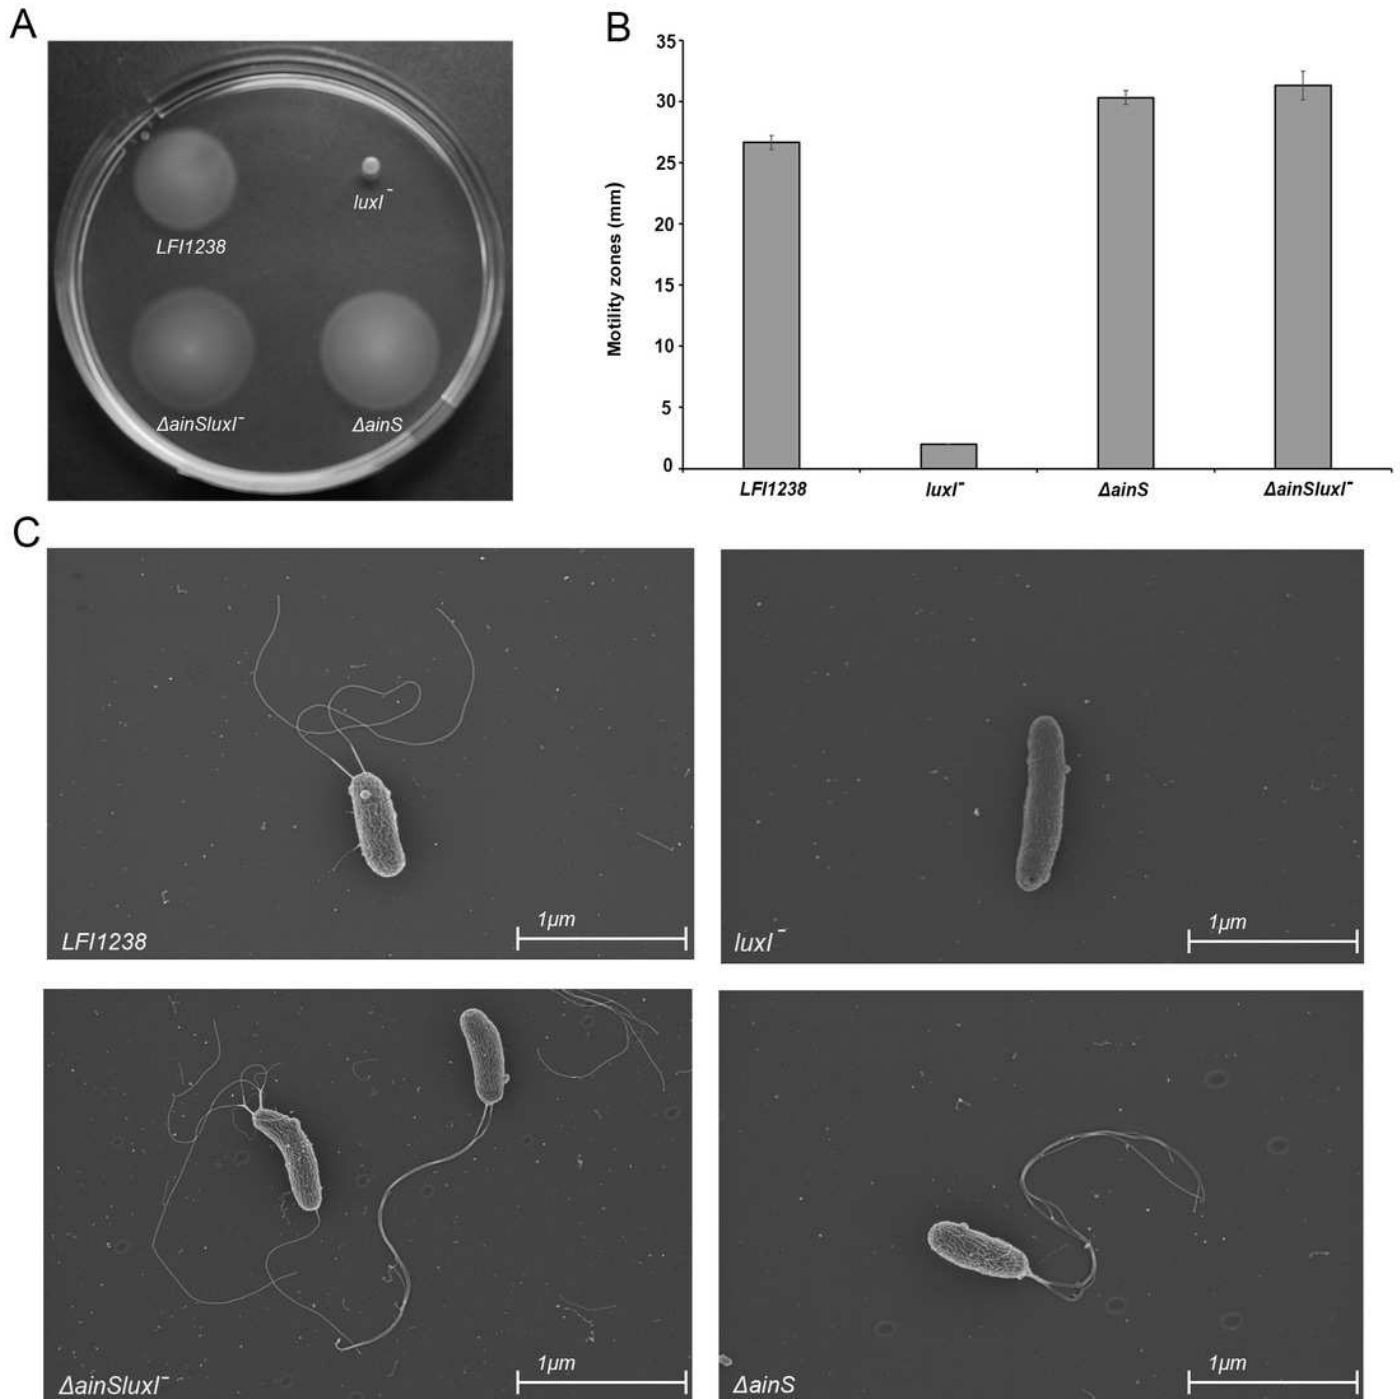 A
LFI1238
luxI⁻
ΔainSluxI⁻
ΔainS
B
Motility zones (mm)
35
30
25
20
15
10
5
0
LFI1238
luxI⁻
ΔainS
ΔainSluxI⁻
C
1µm
LFI1238
1µm
luxI⁻
1µm
ΔainSluxI⁻
1µm
ΔainS